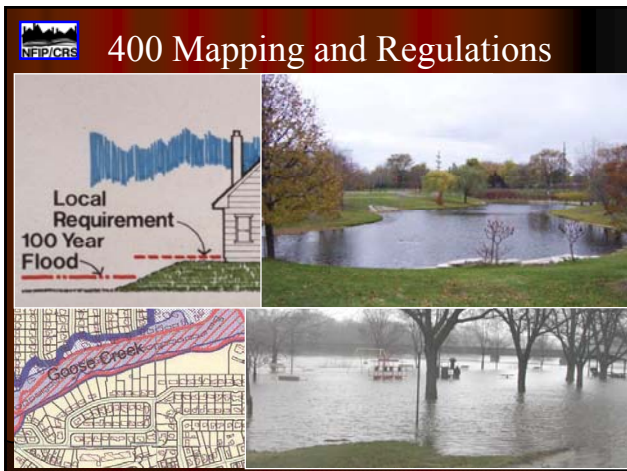 NFIP/CRS
400 Mapping and Regulations
Local
Requirement
100 Year
Flood
Goose Creek